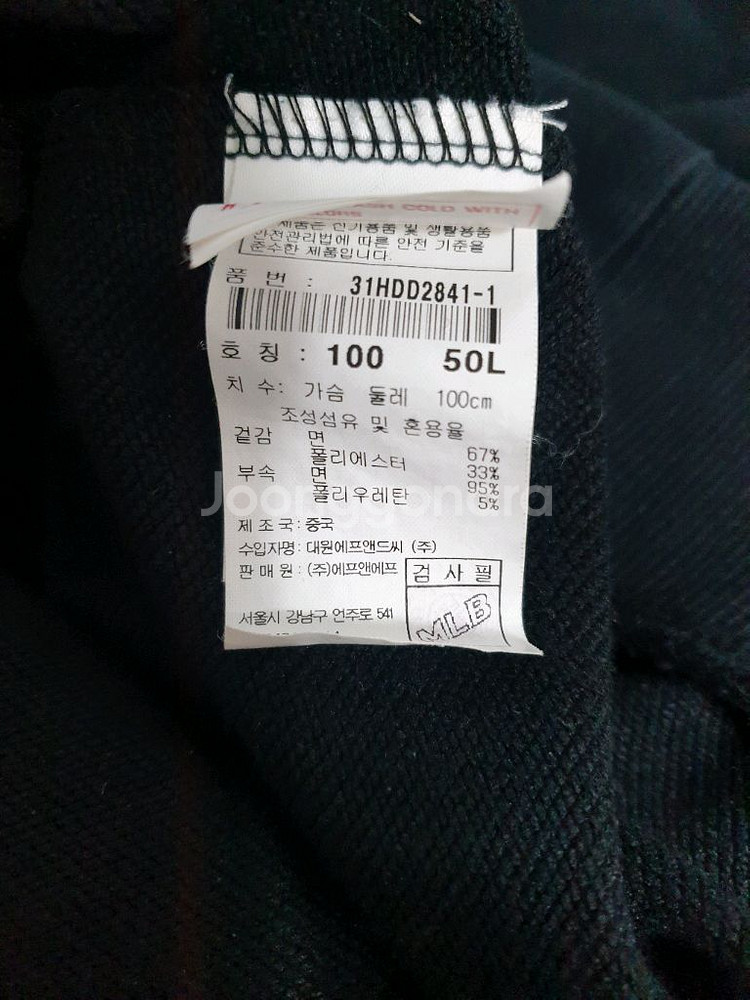 COLD WITH
제품은 전기용품 및 생활용품
안전관리법에 따른 안전 기준을
준수한 제품입니다.
품 번 : 31HDD2841-1
호 칭 : 100 50L
치 수: 가슴 둘레 100cm
조성섬유 및 혼용율
겉감 면 67%
폴리에스터 33%
부속 면 95%
폴리우레탄 5%
Joonggonara
제 조 국 : 중국
수입자명 : 대원에프앤드씨 (주)
판 매 원 : (주)에프앤에프
검 사 필
MLB
서울시 강남구 언주로 541